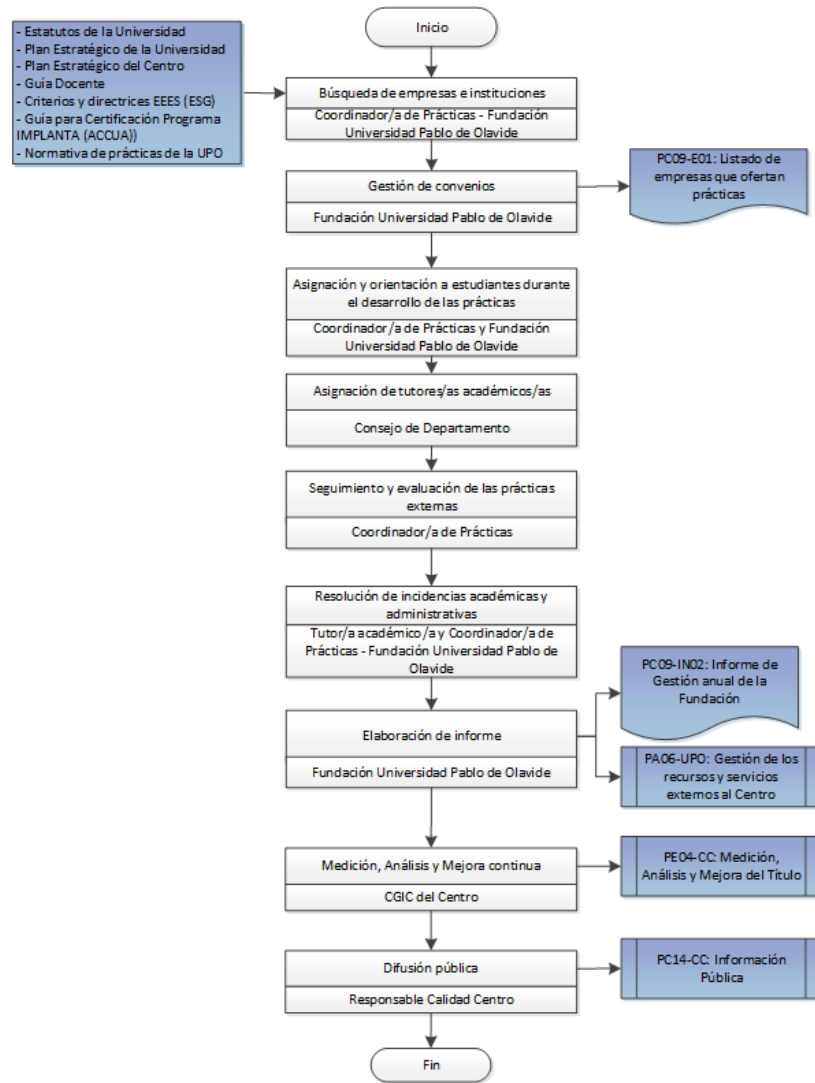 Inicio
- Estatutos de la Universidad
- Plan Estratégico de la Universidad
- Plan Estratégico del Centro
- Guía Docente
- Criterios y directrices EEES (ESG)
- Guía para Certificación Programa
IMPLANTA (ACCUA))
- Normativa de prácticas de la UPO
Búsqueda de empresas e instituciones
Coordinador/a de Prácticas - Fundación
Universidad Pablo de Olavide
Gestión de convenios
Fundación Universidad Pablo de Olavide
PC09-E01: Listado de
empresas que ofertan
prácticas
Asignación y orientación a estudiantes durante
el desarrollo de las prácticas
Coordinador/a de Prácticas y Fundación
Universidad Pablo de Olavide
Asignación de tutores/as académicos/as
Consejo de Departamento
Seguimiento y evaluación de las prácticas
externas
Coordinador/a de Prácticas
Resolución de incidencias académicas y
administrativas
Tutor/a académico/a y Coordinador/a de
Prácticas - Fundación Universidad Pablo de
Olavide
Elaboración de informe
Fundación Universidad Pablo de Olavide
PC09-IN02: Informe de
Gestión anual de la
Fundación
PA06-UPO: Gestión de los
recursos y servicios
externos al Centro
Medición, Análisis y Mejora continua
CGIC del Centro
PE04-CC: Medición,
Análisis y Mejora del Título
Difusión pública
Responsable Calidad Centro
PC14-CC: Información
Pública
Fin